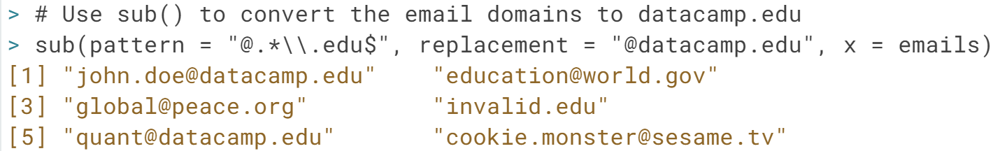 > # Use sub() to convert the email domains to datacamp.edu
> sub(pattern = "@.*\\.edu$", replacement = "@datacamp.edu", x = emails)
[1] "john.doe@datacamp.edu"    "education@world.gov"
[3] "global@peace.org"         "invalid.edu"
[5] "quant@datacamp.edu"       "cookie.monster@sesame.tv"